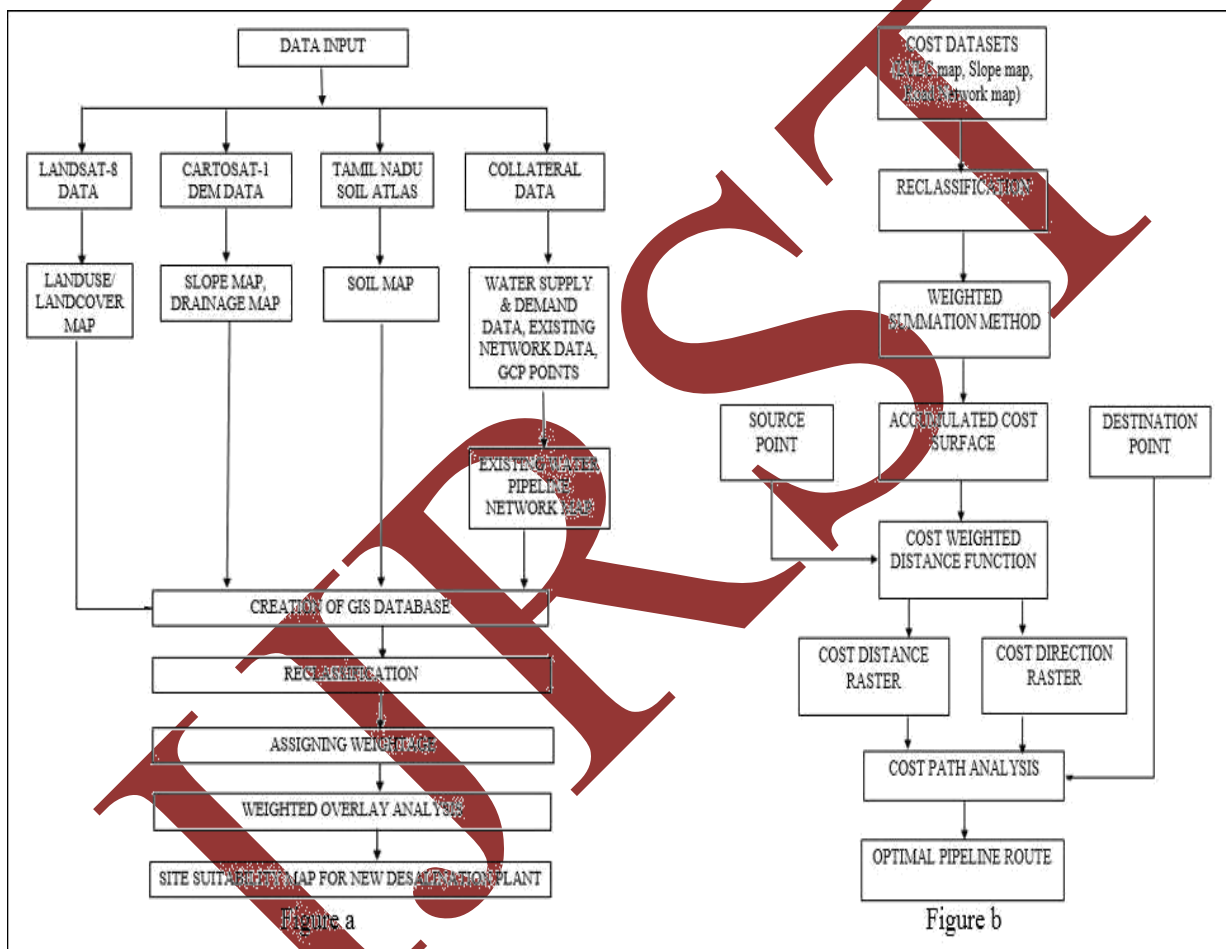 DATA INPUT
LANDSAT-8
DATA
CARTOSAT-1
DEM DATA
TAMIL NADU
SOIL ATLAS
COLLATERAL
DATA
LANDUSE/
LANDCOVER
MAP
SLOPE MAP,
DRAINAGE MAP
SOIL MAP
WATER SUPPLY
& DEMAND
DATA, EXISTING
NETWORK DATA,
GCP POINTS
EXISTING WATER
PIPELINE
NETWORK MAP
CREATION OF GIS DATABASE
RECLASSIFICATION
ASSIGNING WEIGHTAGE
WEIGHTED OVERLAY ANALYSIS
SITE SUITABILITY MAP FOR NEW DESALINATION PLANT
Figure a
COST DATASETS
map, Slope map,
Road Network map)
RECLASSIFICATION
WEIGHTED
SUMMATION METHOD
SOURCE
POINT
ACCUMULATED COST
SURFACE
DESTINATION
POINT
COST WEIGHTED
DISTANCE FUNCTION
COST DISTANCE
RASTER
COST DIRECTION
RASTER
COST PATH ANALYSIS
OPTIMAL PIPELINE ROUTE
Figure b